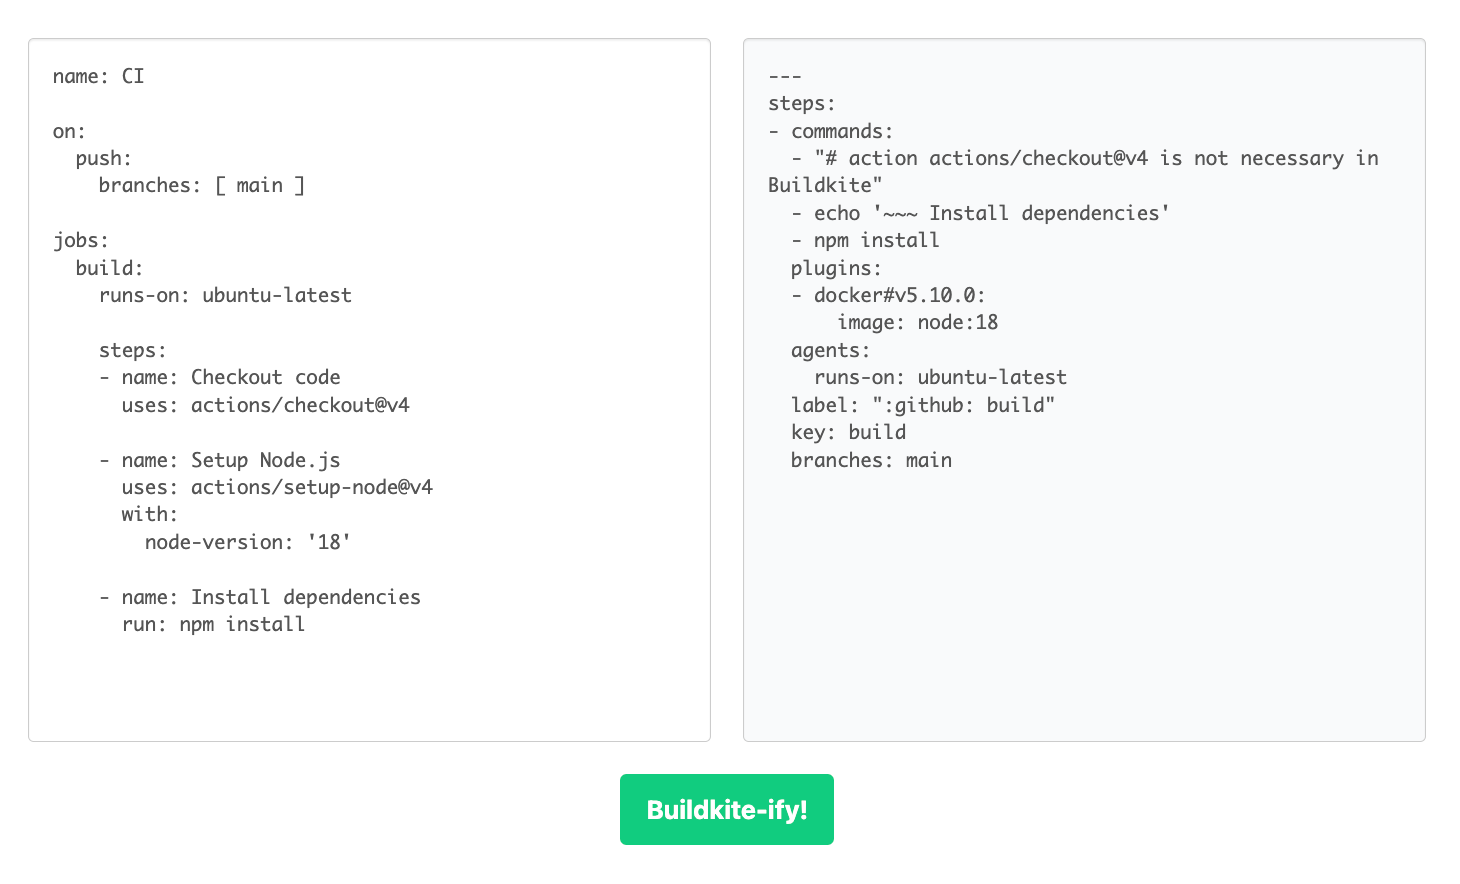 name: CI

on:
  push:
    branches: [ main ]

jobs:
  build:
    runs-on: ubuntu-latest

    steps:
    - name: Checkout code
      uses: actions/checkout@v4

    - name: Setup Node.js
      uses: actions/setup-node@v4
      with:
        node-version: '18'

    - name: Install dependencies
      run: npm install

---
steps:
- commands:
  - "# action actions/checkout@v4 is not necessary in
Buildkite"
  - echo '~~~ Install dependencies'
  - npm install
  plugins:
  - docker#v5.10.0:
      image: node:18
  agents:
    runs-on: ubuntu-latest
  label: ":github: build"
  key: build
  branches: main

Buildkite-ify!